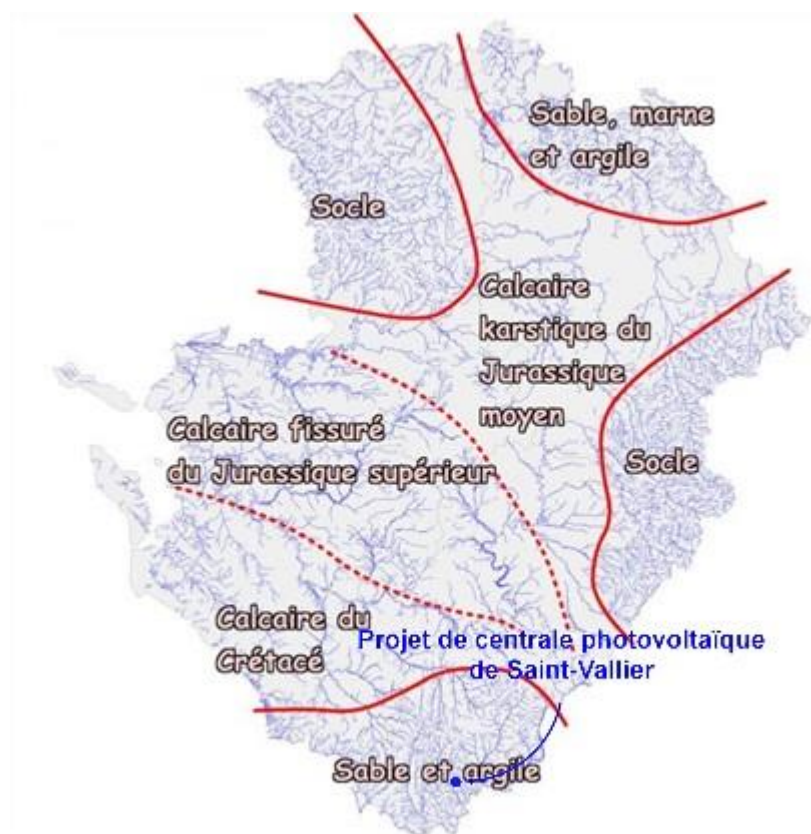 Sable, marne
et argile
Socle
Calcaire
karstique du
Jurassique
moyen
Calcaire fissuré
du Jurassique supérieur
Socle
Calcaire du
Crétacé
Projet de centrale photovoltaïque
de Saint-Vallier
Sable et argile